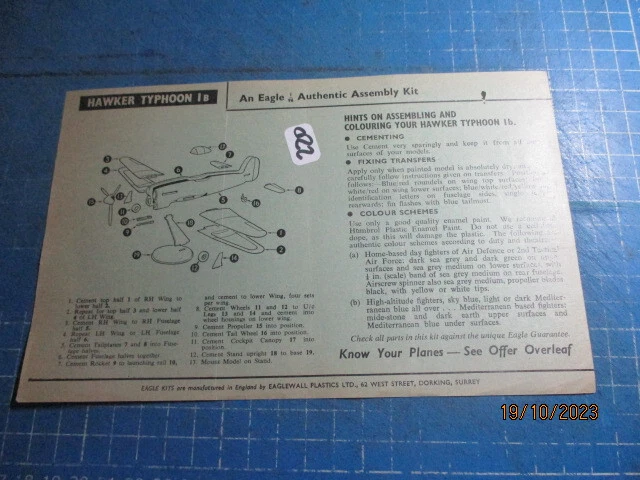 HAWKER TYPHOON 1B
An Eagle Authentic Assembly Kit
HINTS ON ASSEMBLING AND
COLOURING YOUR HAWKER TYPHOON 1b.
● CEMENTING
Use Cement very sparingly and keep it from
surfaces of your models.
● FIXING TRANSFERS
Apply only when painted model is absolutely
carefully follow instructions given on transfers.
follows:—Blue/red roundels on wing top surfaces,
white/red on wing lower surfaces,
identification letters on fuselage sides,
rearwards; fin flashes with blue
● COLOUR SCHEMES
Use only a good quality enamel paint. We
Humbrol Plastic Enamel Paint. Do not use
dope, as this will damage the plastic. The following
authentic colour schemes according to duty and
(a) Home-based day fighters of Air Defence or 2nd Tactical
Air Force: dark sea grey and dark green on
surfaces and sea grey medium on lower surfaces, with
1 in. (scale) band of sea grey medium on rear fuselage.
Airscrew spinner also sea grey medium, propeller blades
black, with yellow or white tips.
(b) High-altitude fighters, sky blue, light or dark Mediter-
ranean blue all over . . . Mediterranean based fighters:
mide-stone and dark earth upper surfaces and
Mediterranean blue under surfaces.
Check all parts in this kit against the unique Eagle Guarantee.
Know Your Planes — See Offer Overleaf
1. Cement top half 1 of RH Wing to
lower half 2.
2. Repeat for top half 3 and lower half
4 of LH Wing
3. Cement RH Wing to RH Fuselage
half 5.
4. Repeat LH Wing to LH Fuselage
half 6.
5. Cement Tailplanes 7 and 8 into Fuse-
lage halves.
6. Cement Fuselage halves together
7. Cement Rocket 9 to launching rail 10,
and cement to lower Wing, four sets
per wing.
8. Cement Wheels 11 and 12 to U/c
Legs 13 and 14 and cement into
wheel housings on lower wing.
9. Cement Propeller 15 into position.
10. Cement Tail Wheel 16 into position.
11. Cement Cockpit Canopy 17 into
position.
12. Cement Stand upright 18 to base 19.
13. Mount Model on Stand.
EAGLE KITS are manufactured in England by EAGLEWALL PLASTICS LTD., 62 WEST STREET, DORKING, SURREY
19/10/2023